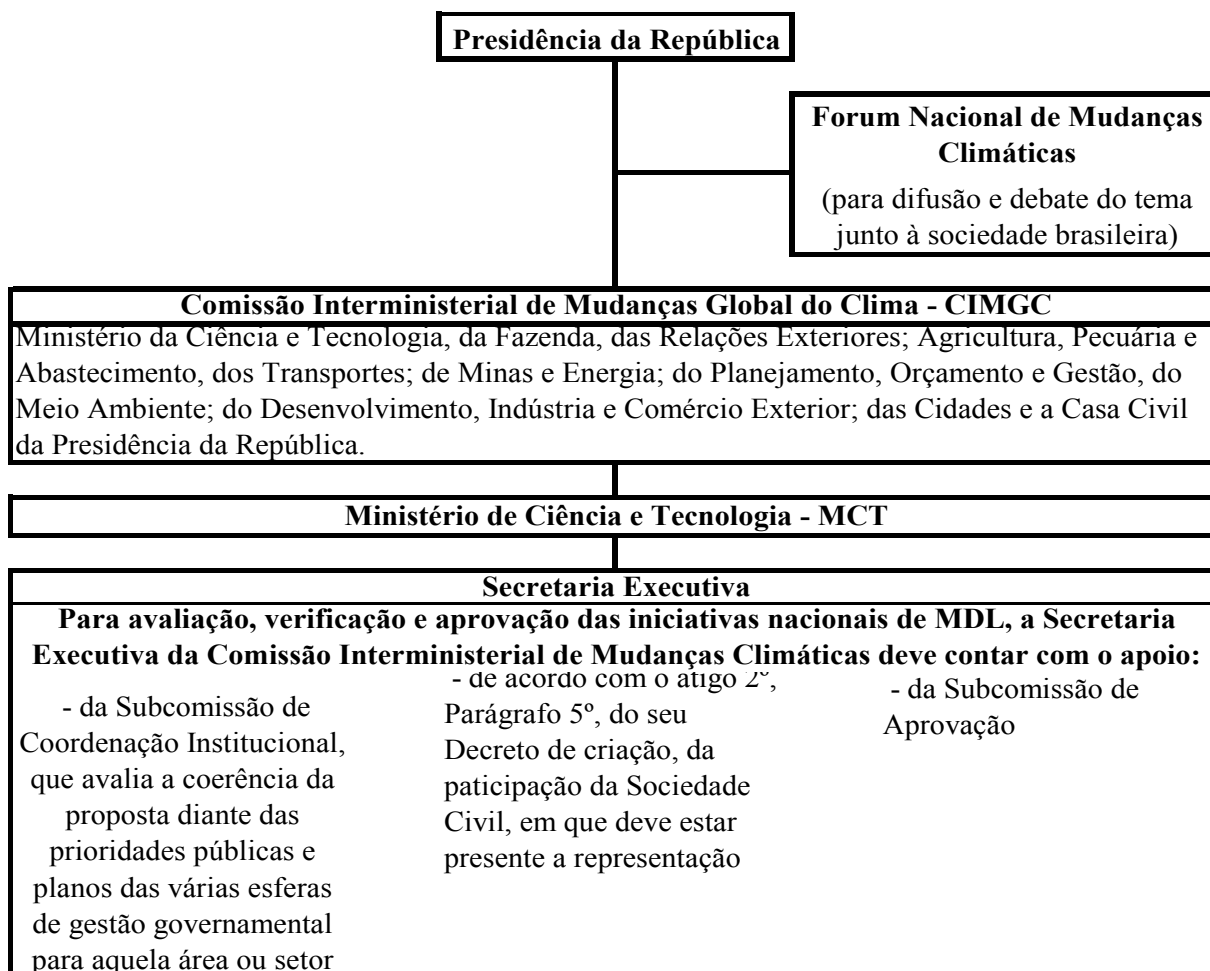 Presidência da República
Forum Nacional de Mudanças
Climáticas
(para difusão e debate do tema
junto à sociedade brasileira)
Comissão Interministerial de Mudanças Global do Clima - CIMGC
Ministério da Ciência e Tecnologia, da Fazenda, das Relações Exteriores; Agricultura, Pecuária e
Abastecimento, dos Transportes; de Minas e Energia; do Planejamento, Orçamento e Gestão, do
Meio Ambiente; do Desenvolvimento, Indústria e Comércio Exterior; das Cidades e a Casa Civil
da Presidência da República.
Ministério de Ciência e Tecnologia - MCT
Secretaria Executiva
Para avaliação, verificação e aprovação das iniciativas nacionais de MDL, a Secretaria
Executiva da Comissão Interministerial de Mudanças Climáticas deve contar com o apoio:
- da Subcomissão de
Coordenação Institucional,
que avalia a coerência da
proposta diante das
prioridades públicas e
planos das várias esferas
de gestão governamental
para aquela área ou setor
- de acordo com o atigo 2º,
Parágrafo 5º, do seu
Decreto de criação, da
paticipação da Sociedade
Civil, em que deve estar
presente a representação
- da Subcomissão de
Aprovação